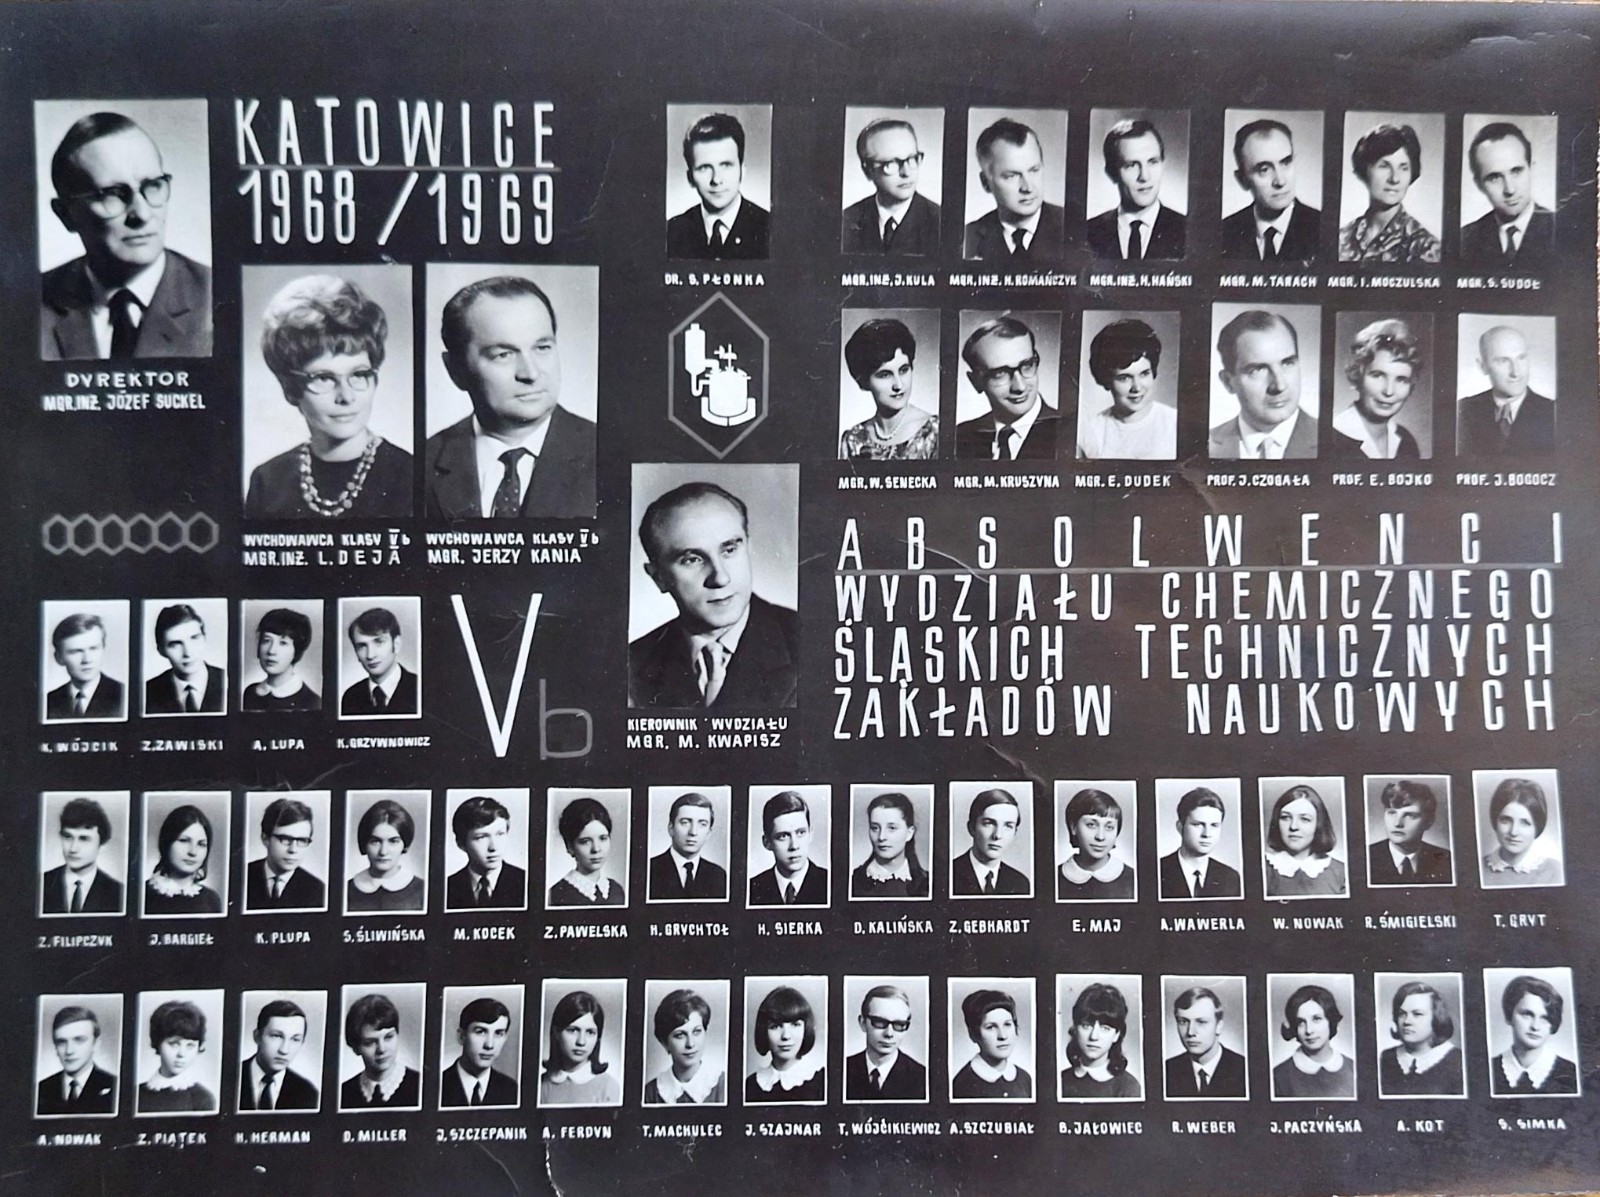 KATOWICE
1968/1969
DYREKTOR
MGR.INŻ. JÓZEF SUCKEL
WYCHOWAWCA KLASY Vb
MGR.INŻ. L.DEJA
WYCHOWAWCA KLASY Vb
MGR. JERZY KANIA
DR. S. PŁONKA
MGR.INŻ.J.KULA
MGR.INŻ.H.ROMAŃCZYK
MGR.INŻ.H.HAŃSKI
MGR. M. TARACH
MGR. I. MOCZULSKA
MGR. S. SUDOŁ
MGR. W. SENECKA
MGR. M. KRUSZYNA
MGR. E. DUDEK
PROF. J. CZOGAŁA
PROF. E. BOJKO
PROF. J. BOGOCZ
KIEROWNIK WYDZIAŁU
MGR. M. KWAPISZ
ABSOLWENCI
WYDZIAŁU CHEMICZNEGO
ŚLĄSKICH TECHNICZNYCH
ZAKŁADÓW NAUKOWYCH
Vb
K. WÓJCIK
Z.ZAWISKI
A. LUPA
K.GRZYWNOWICZ
Z. FILIPCZYK
J. BARGIEŁ
K. PLUPA
S. ŚLIWIŃSKA
M. KOCEK
Z. PAWELSKA
H. GRYCHTOŁ
H. SIERKA
D. KALIŃSKA
Z. GEBHARDT
E. MAJ
A. WAWERLA
W. NOWAK
R. ŚMIGIELSKI
T. GRYT
A. NOWAK
Z. PIĄTEK
H. HERMAN
D. MILLER
J. SZCZEPANIK
A. FERDYN
T. MACHULEC
J. SZAJNAR
T. WÓJCIKIEWICZ
A. SZCZUBIAŁ
B. JAŁOWIEC
R. WEBER
J. PACZYŃSKA
A. KOT
S. SIMKA